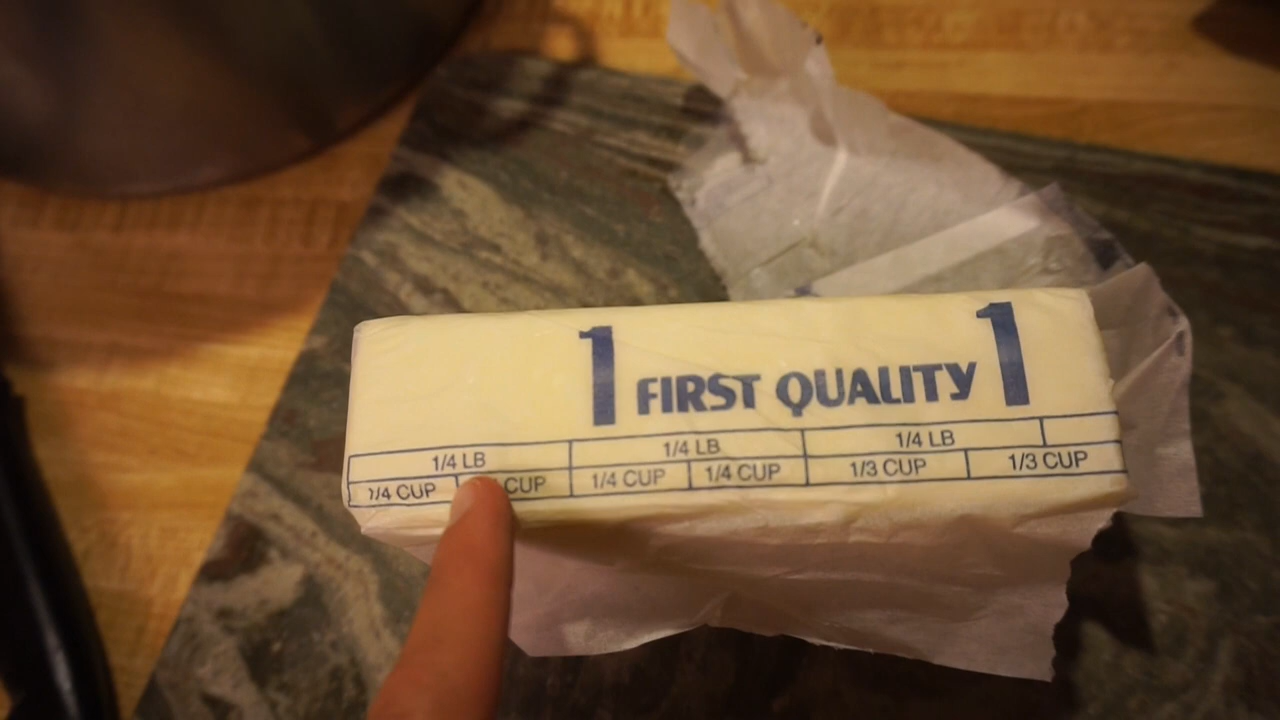 1 FIRST QUALITY 1
1/4 LB 1/4 LB 1/4 LB
1/4 CUP CUP 1/4 CUP 1/4 CUP 1/3 CUP 1/3 CUP